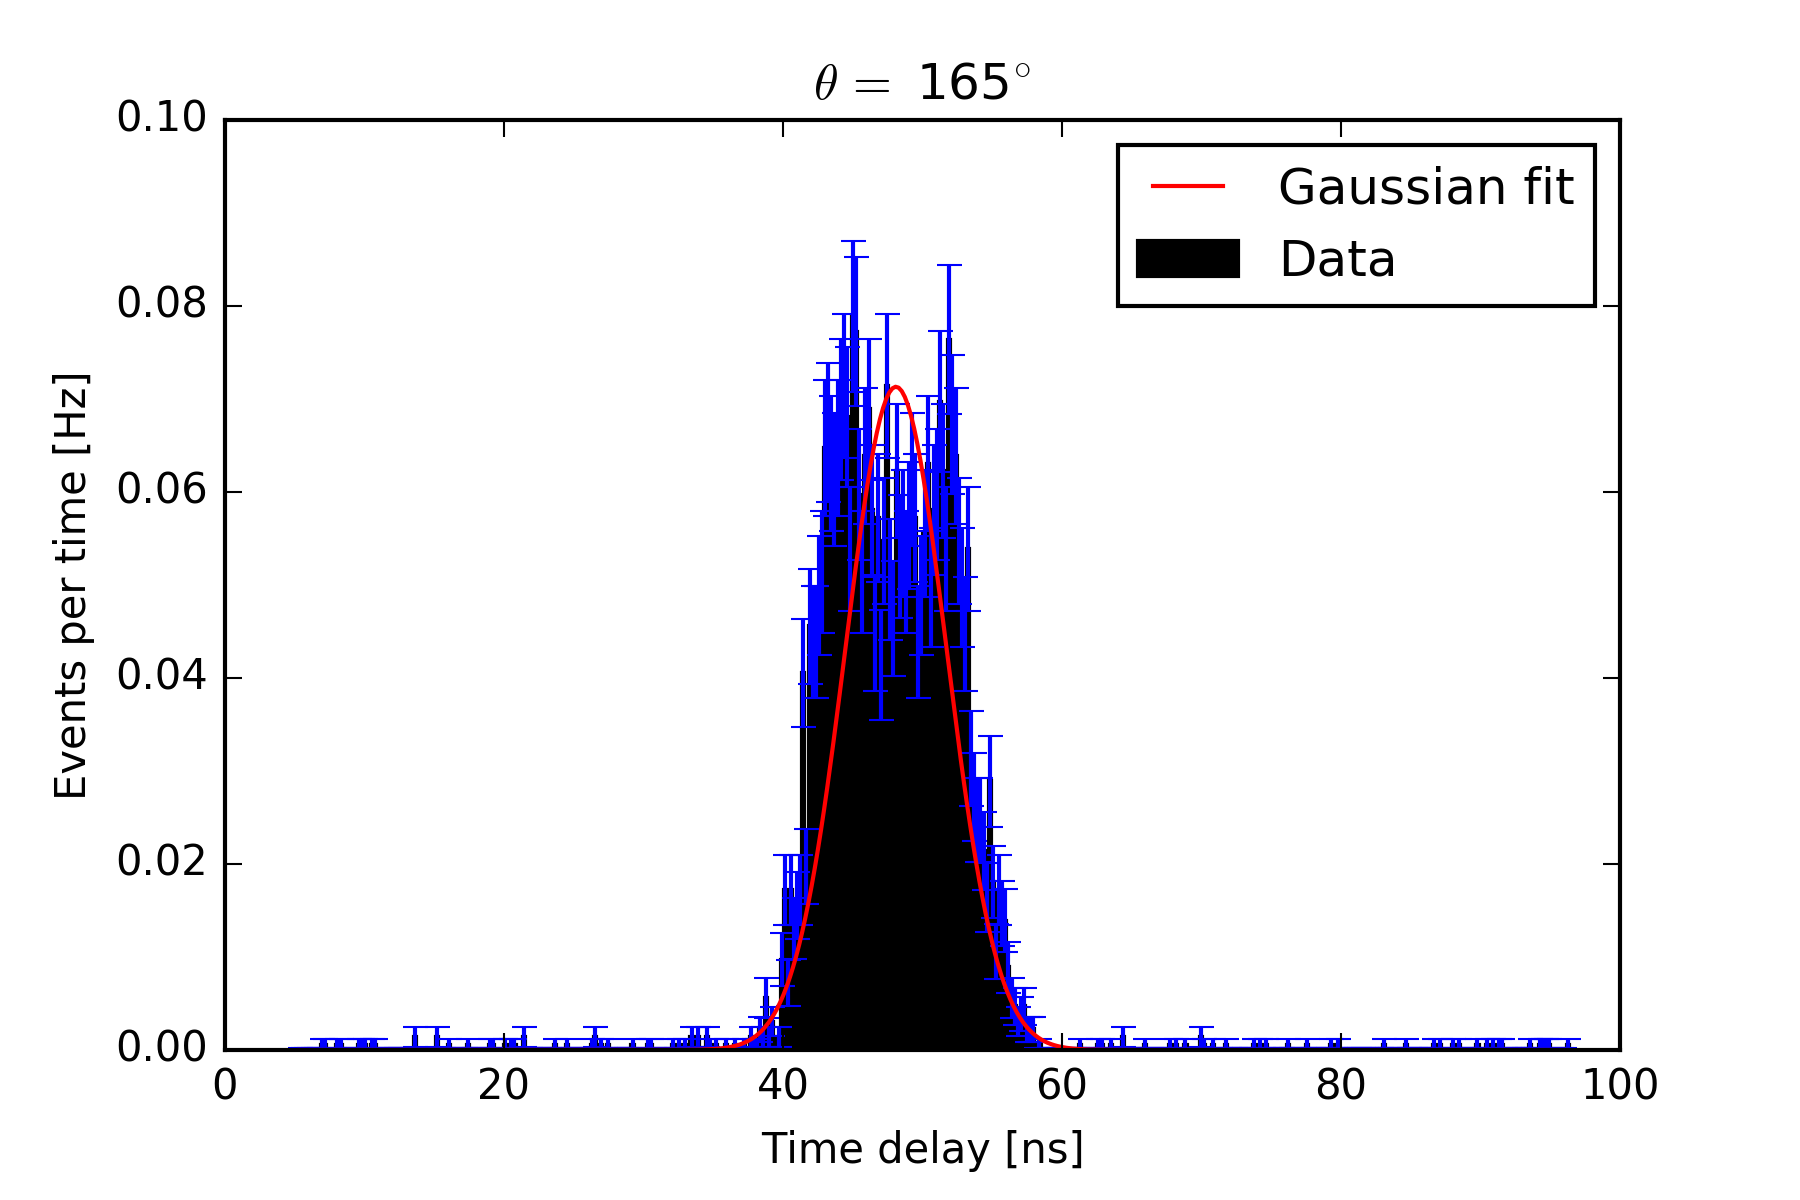 θ = 165°
0.10
0.08
0.06
0.04
0.02
0.00
Events per time [Hz]
Gaussian fit
Data
0 20 40 60 80 100
Time delay [ns]